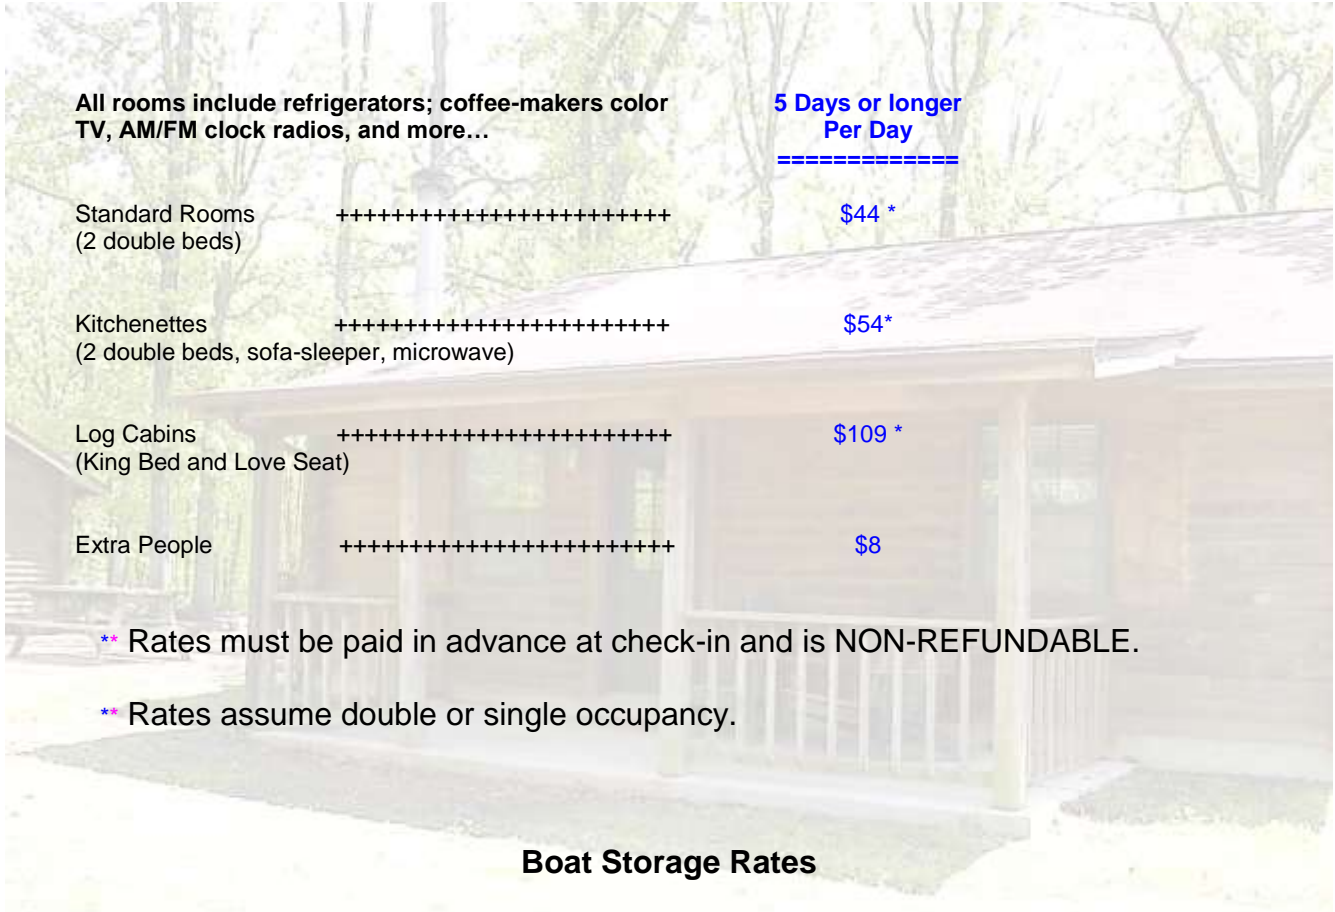 All rooms include refrigerators; coffee-makers color 5 Days or longer
TV, AM/FM clock radios, and more… Per Day
=============
Standard Rooms ++++++++++++++++++++++++ $44 *
(2 double beds)
Kitchenettes ++++++++++++++++++++++++ $54*
(2 double beds, sofa-sleeper, microwave)
Log Cabins ++++++++++++++++++++++++ $109 *
(King Bed and Love Seat)
Extra People ++++++++++++++++++++++++ $8
** Rates must be paid in advance at check-in and is NON-REFUNDABLE.
** Rates assume double or single occupancy.
Boat Storage Rates